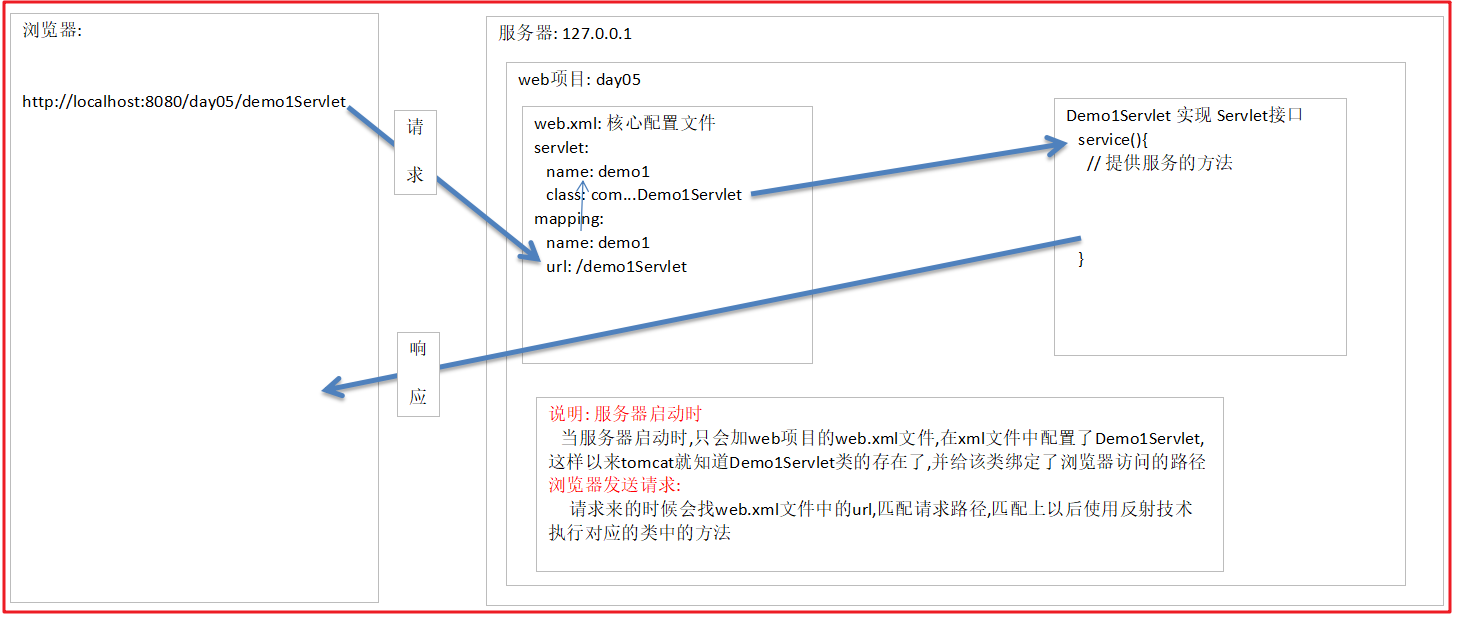 浏览器:
http://localhost:8080/day05/demo1Servlet
请
求
响
应
服务器: 127.0.0.1
web项目: day05
web.xml: 核心配置文件
servlet:
name: demo1
class: com...Demo1Servlet
mapping:
name: demo1
url: /demo1Servlet
Demo1Servlet 实现 Servlet接口
service(){
// 提供服务的方法
}
说明: 服务器启动时
当服务器启动时,只会加web项目的web.xml文件,在xml文件中配置了Demo1Servlet,
这样以来tomcat就知道Demo1Servlet类的存在了,并给该类绑定了浏览器访问的路径
浏览器发送请求:
请求来的时候会找web.xml文件中的url,匹配请求路径,匹配上以后使用反射技术
执行对应的类中的方法